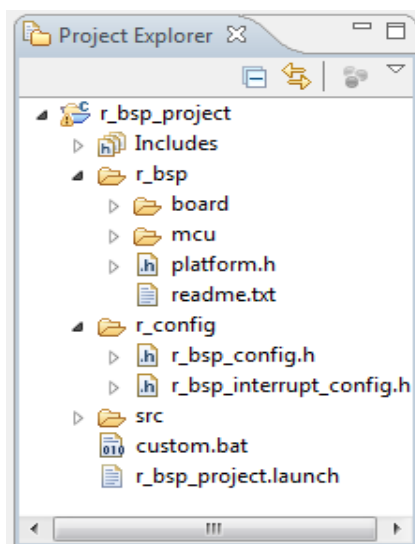 Project Explorer
r_bsp_project
Includes
r_bsp
board
mcu
platform.h
readme.txt
r_config
r_bsp_config.h
r_bsp_interrupt_config.h
src
custom.bat
r_bsp_project.launch